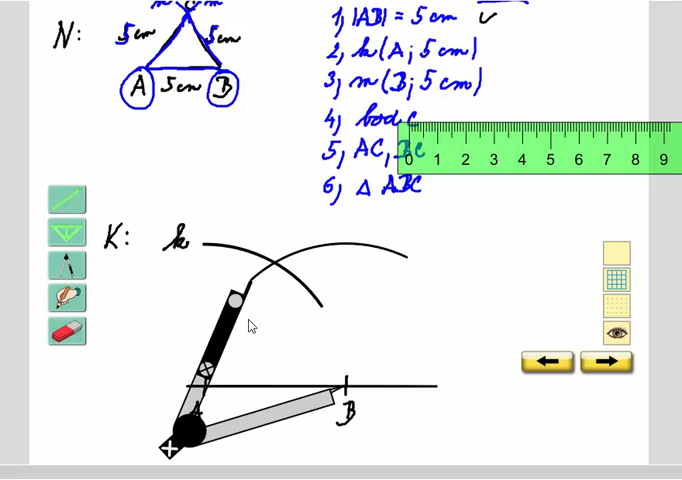 N:
m
C
m
5cm
5cm
A
5cm
B
1, |AB| = 5 cm ✓
2, k (A; 5 cm)
3, m (B; 5 cm)
4, bod C
5, AC, BC
0 1 2 3 4 5 6 7 8 9
6, △ ABC
K:
k
A
B